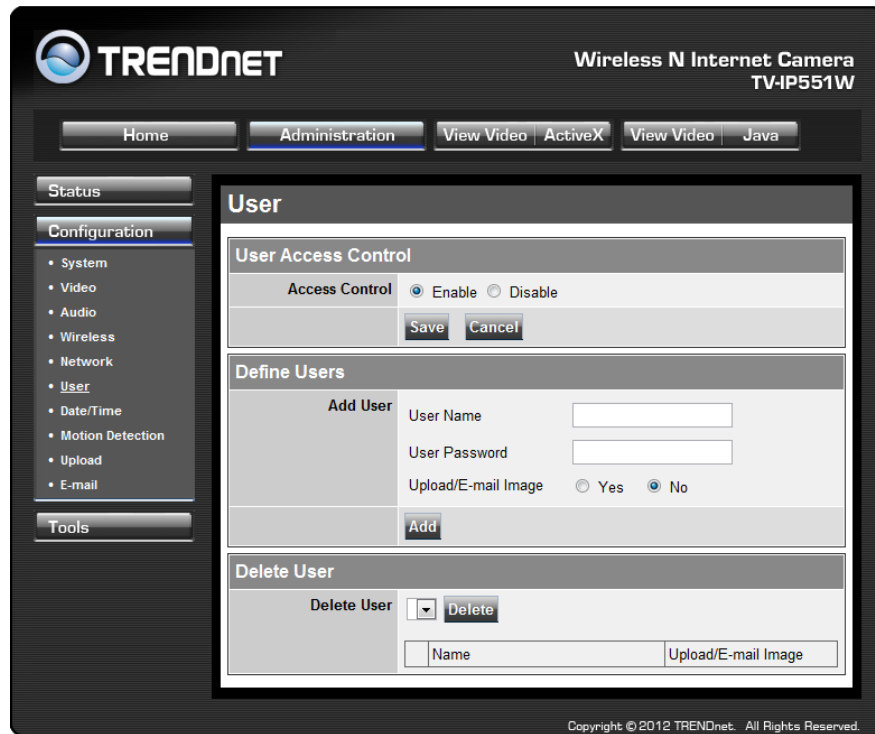 TRENDNET
Wireless N Internet Camera
TV-IP551W
Home
Administration
View Video ActiveX
View Video Java
Status
Configuration
• System
• Video
• Audio
• Wireless
• Network
• User
• Date/Time
• Motion Detection
• Upload
• E-mail
Tools
User
User Access Control
Access Control Enable Disable
Save Cancel
Define Users
Add User User Name
User Password
Upload/E-mail Image Yes No
Add
Delete User
Delete User Delete
Name Upload/E-mail Image
Copyright © 2012 TRENDnet. All Rights Reserved.